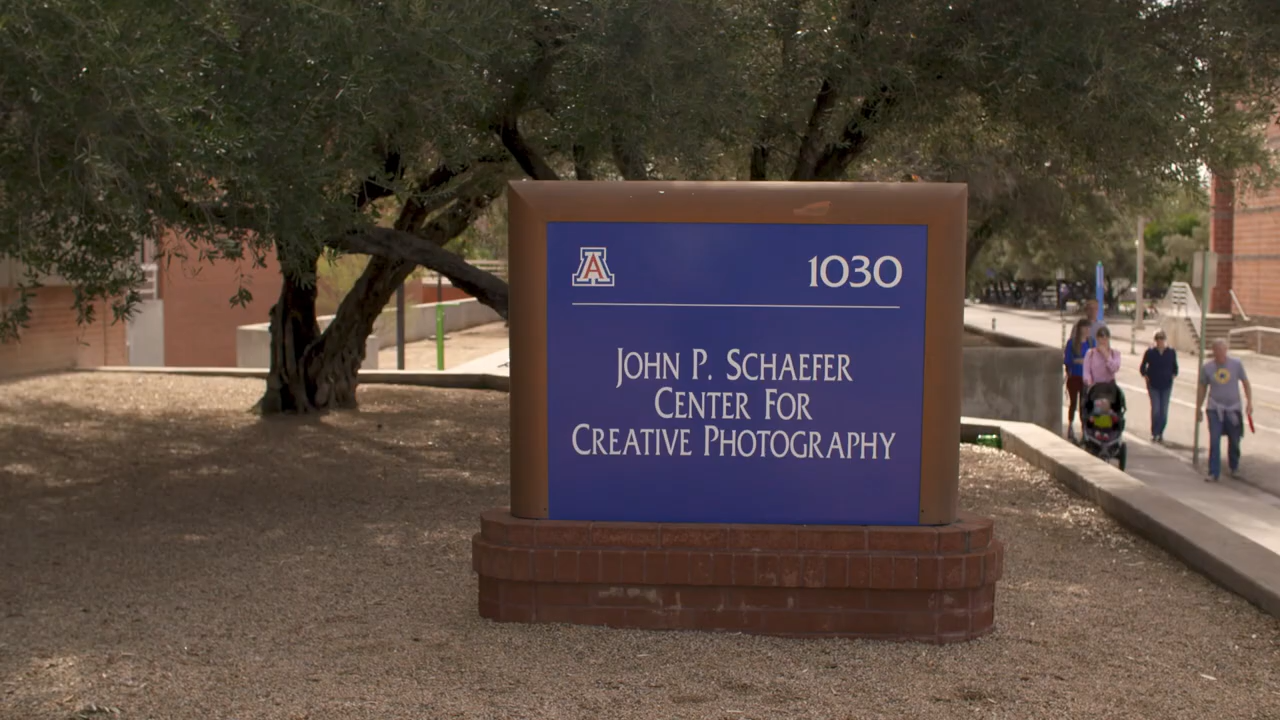 A
1030
JOHN P. SCHAEFER
CENTER FOR
CREATIVE PHOTOGRAPHY